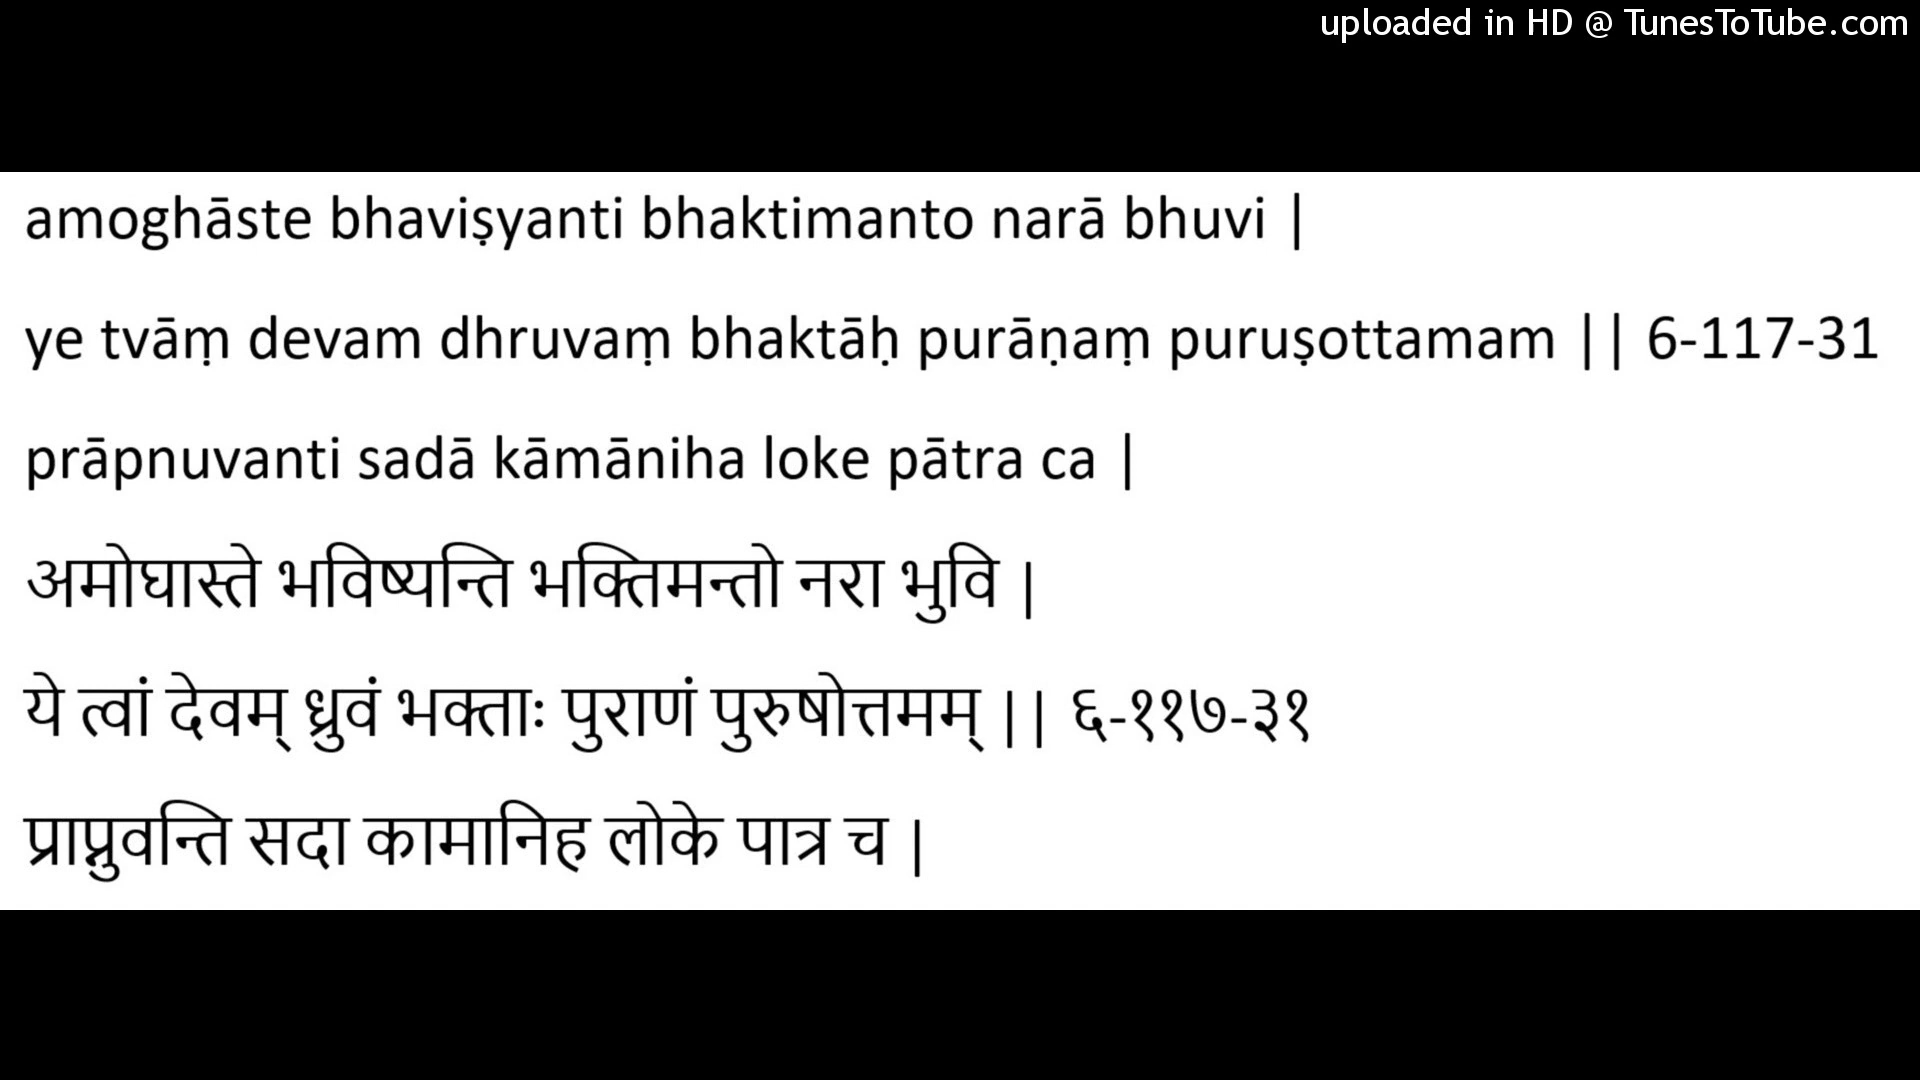 uploaded in HD @ TunesToTube.com
amoghāste bhaviṣyanti bhaktimanto narā bhuvi |
ye tvāṃ devam dhruvaṃ bhaktāḥ purāṇaṃ puruṣottamam || 6-117-31
prāpnuvanti sadā kāmāniha loke pātra ca |
अमोघास्ते भविष्यन्ति भक्तिमन्तो नरा भुवि |
ये त्वां देवम् ध्रुवं भक्ताः पुराणं पुरुषोत्तमम् || ६-११७-३१
प्राप्नुवन्ति सदा कामानिह लोके पात्र च |